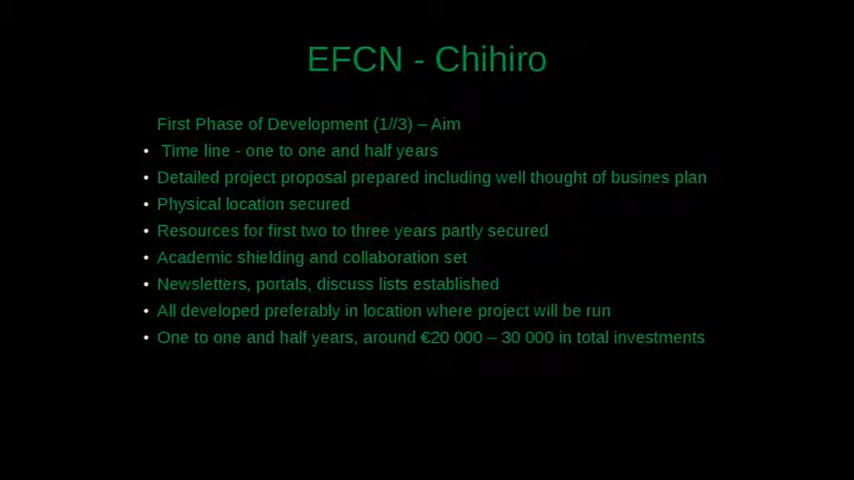 EFCN - Chihiro
First Phase of Development (1//3) – Aim
• Time line - one to one and half years
• Detailed project proposal prepared including well thought of busines plan
• Physical location secured
• Resources for first two to three years partly secured
• Academic shielding and collaboration set
• Newsletters, portals, discuss lists established
• All developed preferably in location where project will be run
• One to one and half years, around €20 000 – 30 000 in total investments